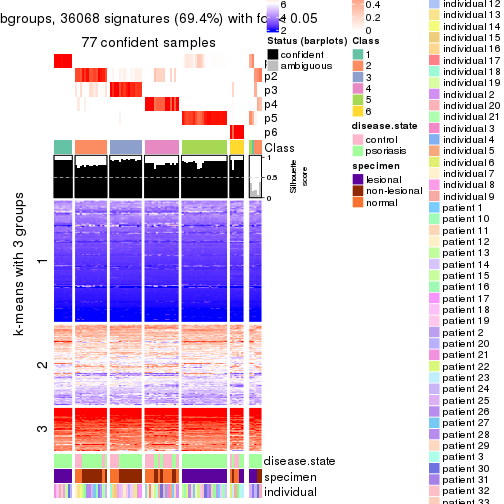 bgroups, 36068 signatures (69.4%) with fd < 0.05
77 confident samples
p2
p3
p4
p5
p6
Class
1
0.5
0
Silhouette
score
k-means with 3 groups
1
2
3
disease.state
specimen
individual
6
4
2
Status (barplots)
confident
ambiguous
0.4
0.2
0
Class
1
2
3
4
5
6
disease.state
control
psoriasis
specimen
lesional
non-lesional
normal
individual 12
individual 13
individual 14
individual 15
individual 16
individual 17
individual 18
individual 19
individual 2
individual 20
individual 21
individual 3
individual 4
individual 5
individual 6
individual 7
individual 8
individual 9
patient 1
patient 10
patient 11
patient 12
patient 13
patient 14
patient 15
patient 16
patient 17
patient 18
patient 19
patient 2
patient 20
patient 21
patient 22
patient 23
patient 24
patient 25
patient 26
patient 27
patient 28
patient 29
patient 3
patient 30
patient 31
patient 32
patient 33